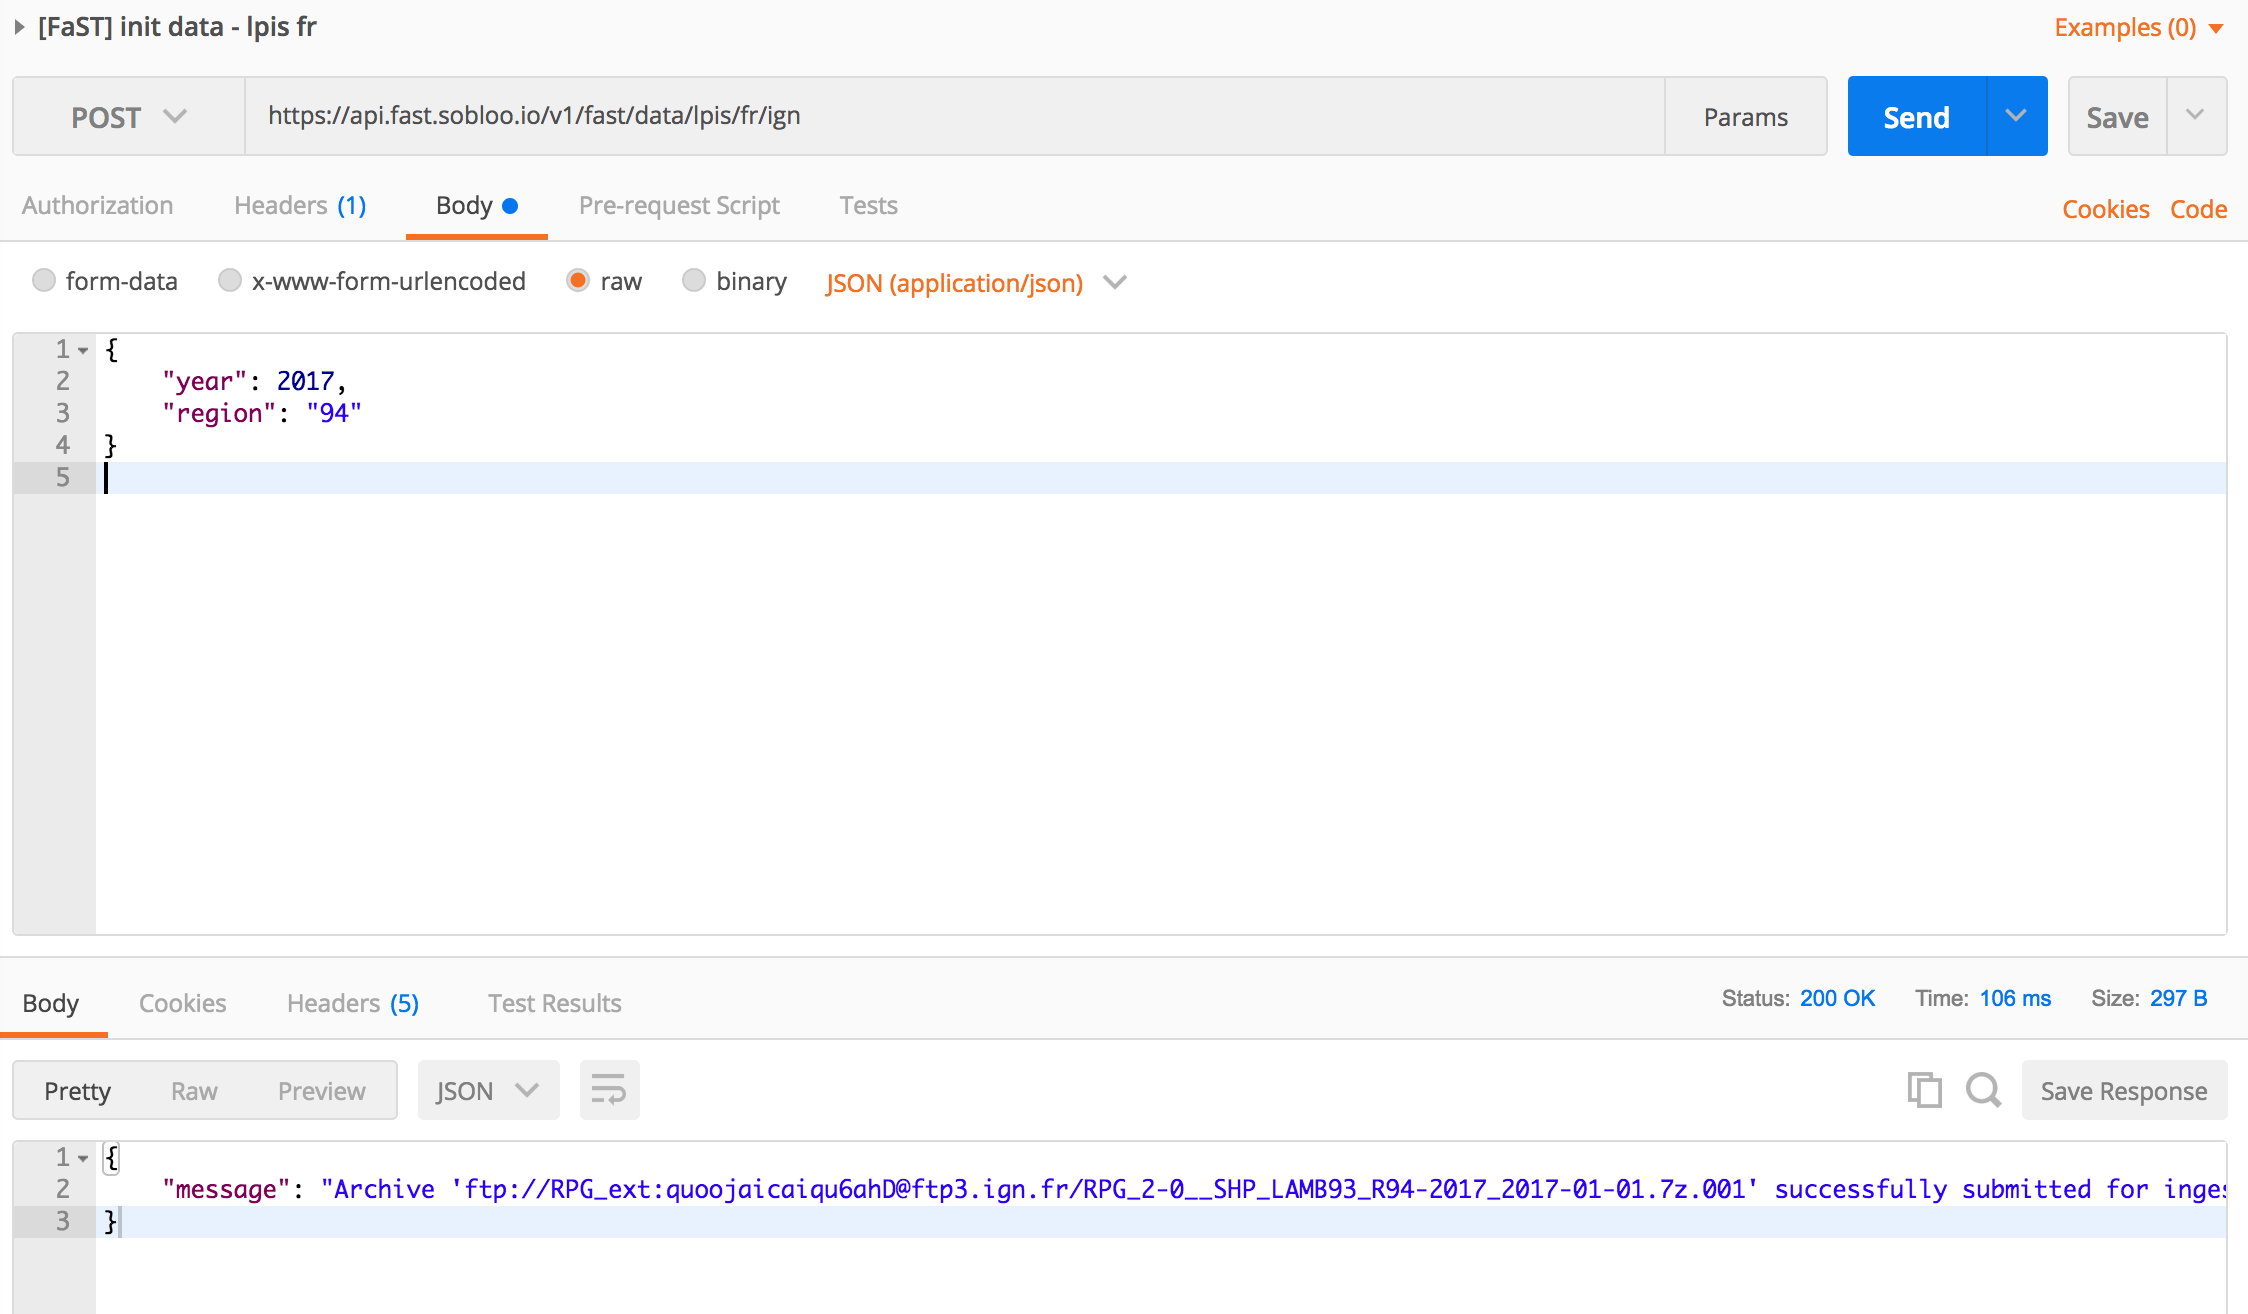 [FaST] init data - lpis fr
Examples (0)
POST https://api.fast.sobloo.io/v1/fast/data/lpis/fr/ign Params Send Save
Authorization Headers (1) Body Pre-request Script Tests Cookies Code
form-data x-www-form-urlencoded raw binary JSON (application/json)
1 {
2 "year": 2017,
3 "region": "94"
4 }
5
Body Cookies Headers (5) Test Results Status: 200 OK Time: 106 ms Size: 297 B
Pretty Raw Preview JSON Save Response
1 {
2 "message": "Archive 'ftp://RPG_ext:quoojaicaiqu6ahD@ftp3.ign.fr/RPG_2-0__SHP_LAMB93_R94-2017_2017-01-01.7z.001' successfully submitted for inges
3 }